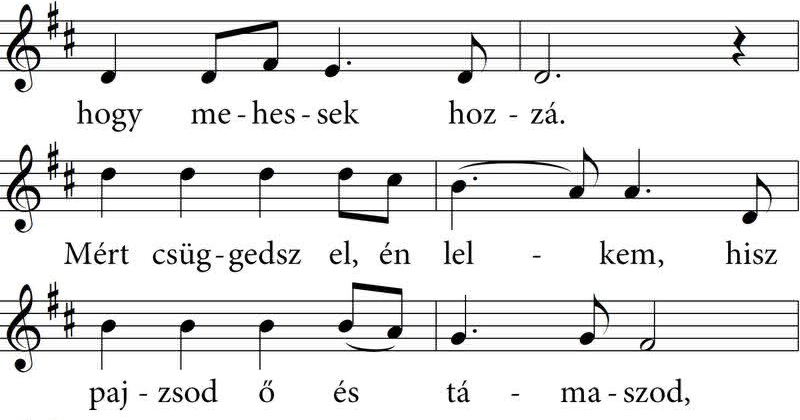 hogy me - hes - sek hoz - zá.
Mért csüg - gedsz el, én lel - kem, hisz
paj - zsod ő és tá - ma - szod,